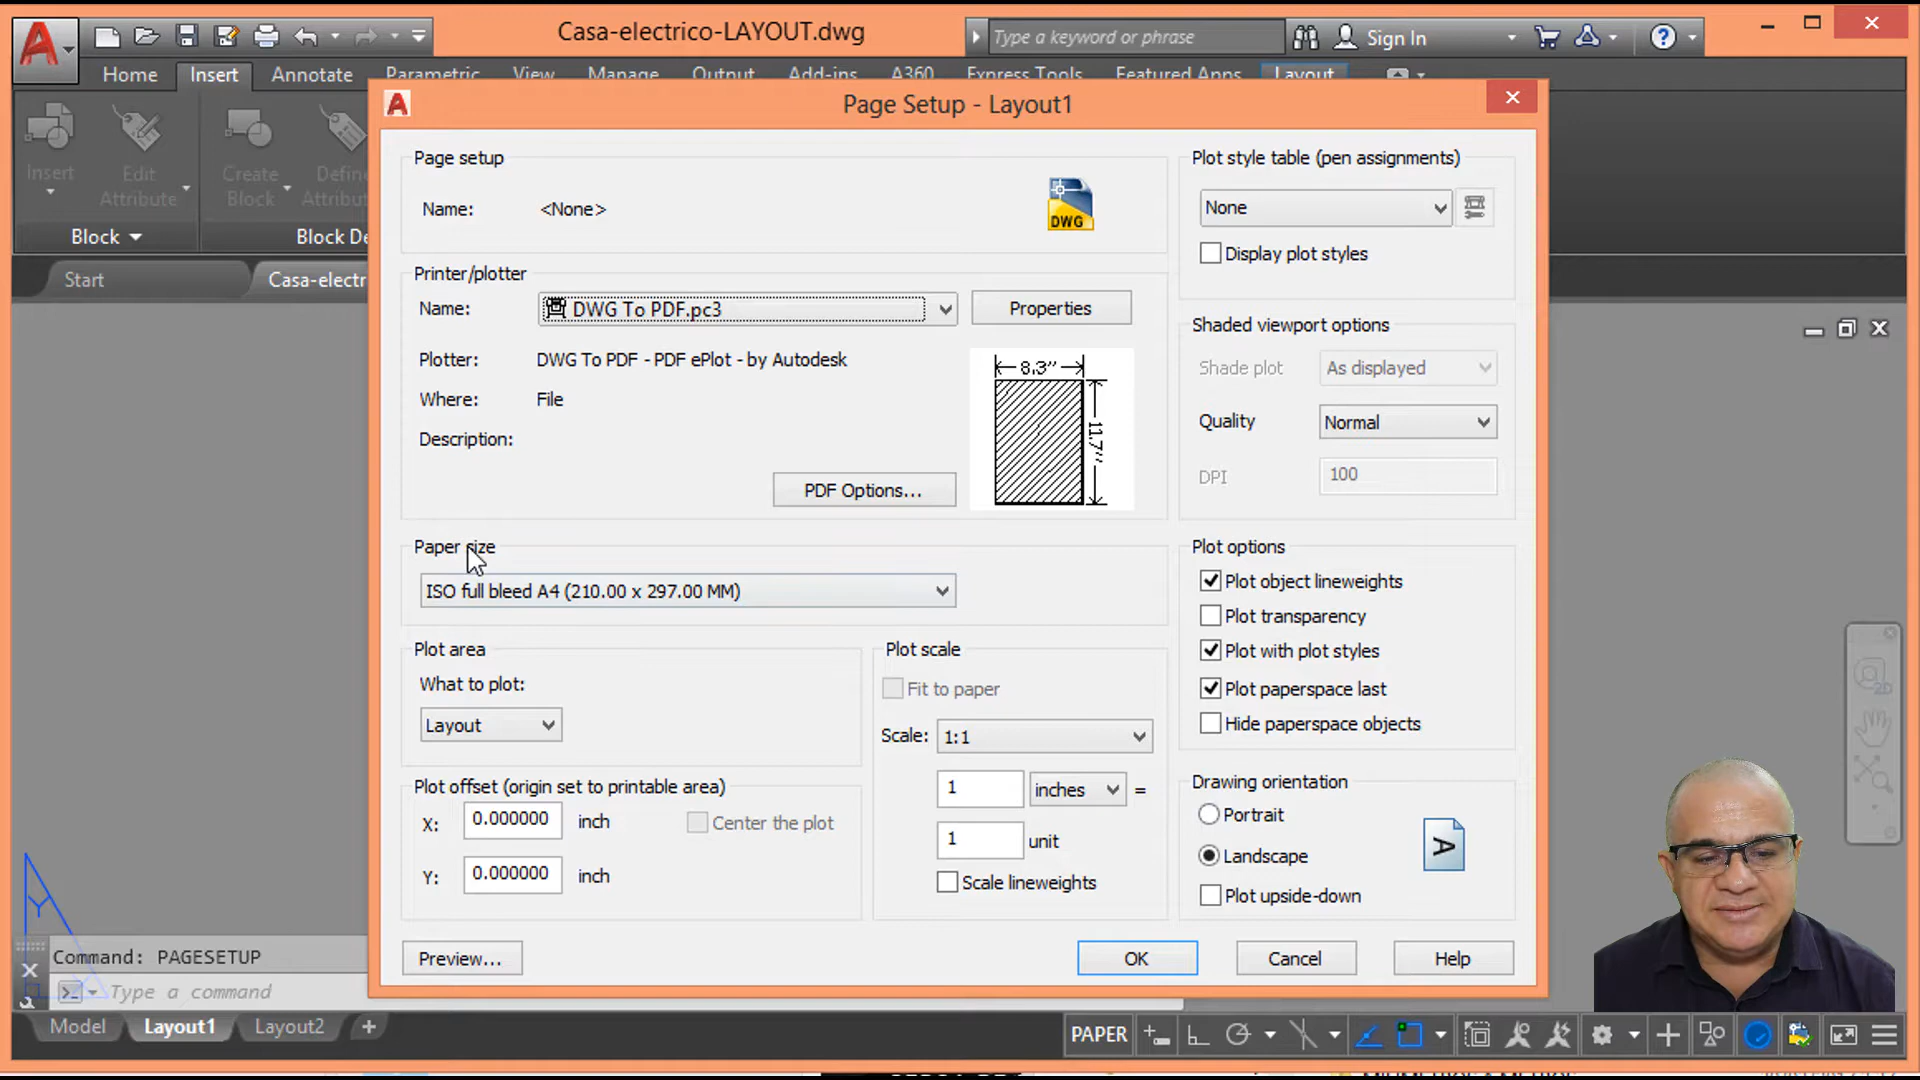 Casa-electrico-LAYOUT.dwg
Type a keyword or phrase
Sign In
Home Insert Annotate Parametric View Manage Output Add-ins A360 Express Tools Featured Apps Layout
Insert
Edit
Attribute
Create
Block
Block
Start
Page Setup - Layout1
Page setup
Name: <None>
DWG
Printer/plotter
Name: DWG To PDF.pc3 Properties
Plotter: DWG To PDF - PDF ePlot - by Autodesk
Where: File
Description:
PDF Options...
8.3"
11.7"
Paper size
ISO full bleed A4 (210.00 x 297.00 MM)
Plot area
What to plot:
Layout
Plot offset (origin set to printable area)
X: 0.000000 inch Center the plot
Y: 0.000000 inch
Plot scale
Fit to paper
Scale: 1:1
1 inches =
1 unit
Scale lineweights
Plot style table (pen assignments)
None
Display plot styles
Shaded viewport options
Shade plot As displayed
Quality Normal
DPI 100
Plot options
Plot object lineweights
Plot transparency
Plot with plot styles
Plot paperspace last
Hide paperspace objects
Drawing orientation
Portrait
Landscape
Plot upside-down
A
Preview... OK Cancel Help
Command: PAGESETUP
Type a command
Model Layout1 Layout2 +
PAPER